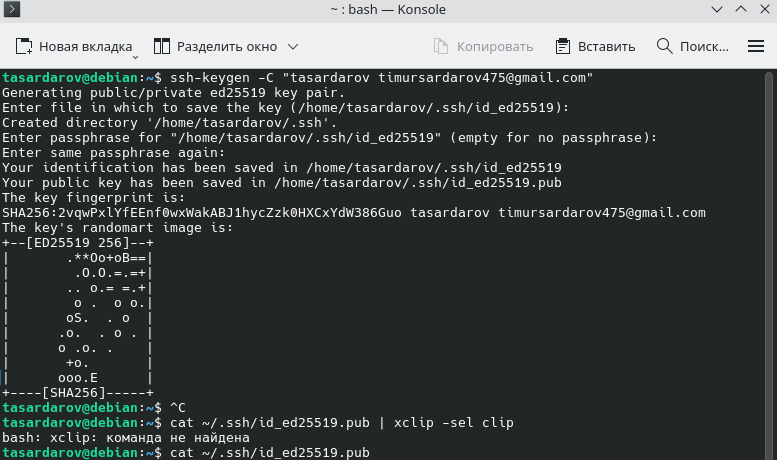 ~ : bash — Konsole
Новая вкладка
Разделить окно
Копировать
Вставить
Поиск...
tasardarov@debian:~$ ssh-keygen -C "tasardarov timursardarov475@gmail.com"
Generating public/private ed25519 key pair.
Enter file in which to save the key (/home/tasardarov/.ssh/id_ed25519):
Created directory '/home/tasardarov/.ssh'.
Enter passphrase for "/home/tasardarov/.ssh/id_ed25519" (empty for no passphrase):
Enter same passphrase again:
Your identification has been saved in /home/tasardarov/.ssh/id_ed25519
Your public key has been saved in /home/tasardarov/.ssh/id_ed25519.pub
The key fingerprint is:
SHA256:2vqwPxlYfEEnf0wxWakABJ1hycZzk0HXCxYdW386Guo tasardarov timursardarov475@gmail.com
The key's randomart image is:
+--[ED25519 256]--+
|       .**Oo+oB==|
|        .O.O.=.=+|
|       .. o.= =.+|
|        o .  o o.|
|       oS.  . o  |
|      .o.  . o . |
|      o .o. .    |
|       +o.       |
|      ooo.E      |
+----[SHA256]-----+
tasardarov@debian:~$ ^C
tasardarov@debian:~$ cat ~/.ssh/id_ed25519.pub | xclip -sel clip
bash: xclip: команда не найдена
tasardarov@debian:~$ cat ~/.ssh/id_ed25519.pub